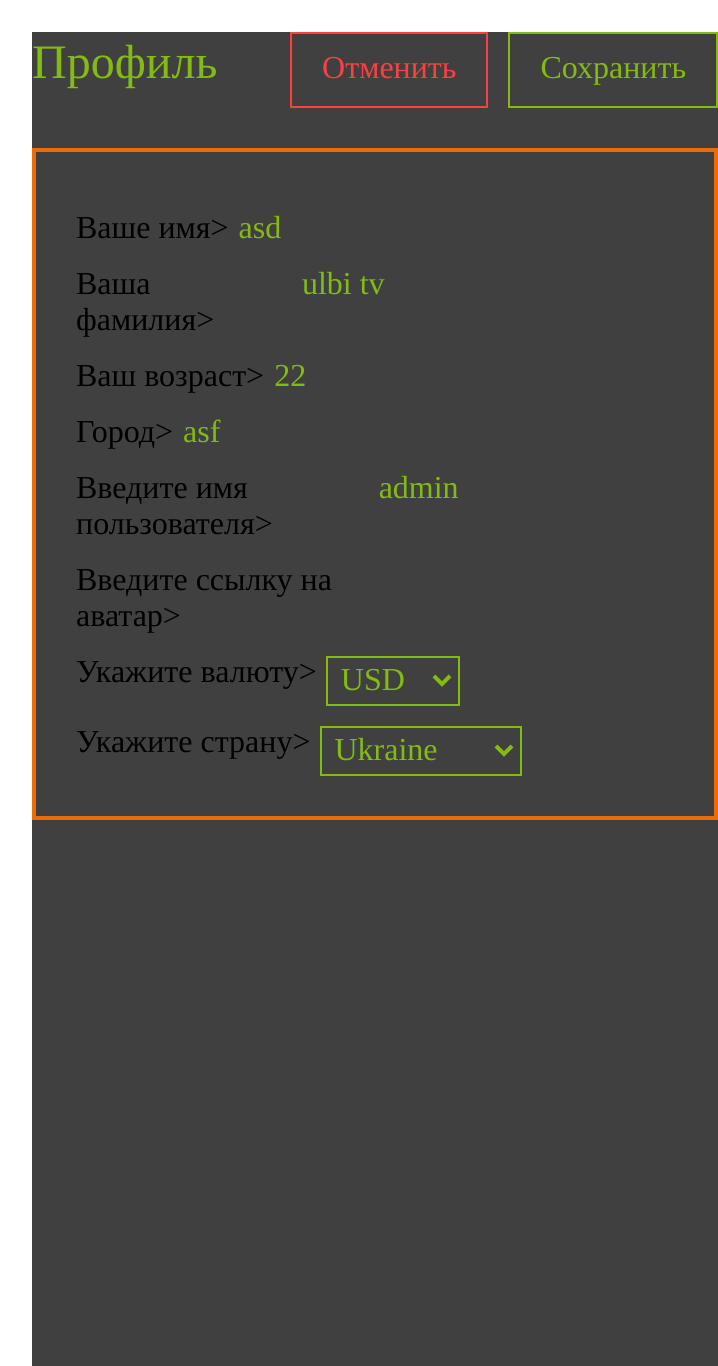 Профиль Отменить Сохранить
Ваше имя> asd
Ваша ulbi tv
фамилия>
Ваш возраст> 22
Город> asf
Введите имя admin
пользователя>
Введите ссылку на
аватар>
Укажите валюту> USD
Укажите страну> Ukraine